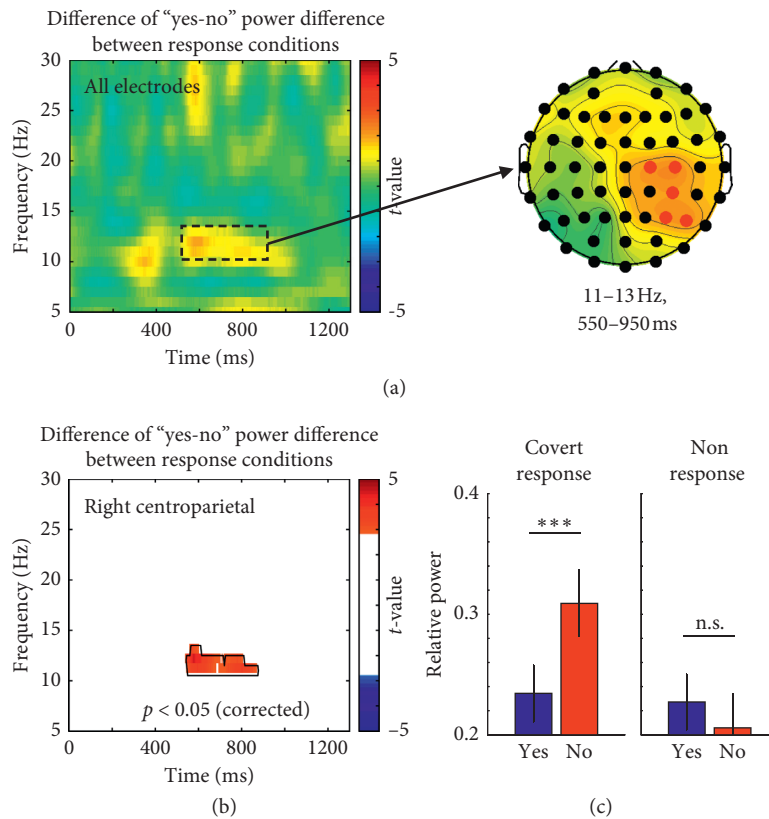 Difference of “yes-no” power difference
between response conditions
30
25
20
15
10
5
Frequency (Hz)
All electrodes
0
400
800
1200
Time (ms)
5
t-value
-5
11–13 Hz,
550–950 ms
(a)
Difference of “yes-no” power difference
between response conditions
30
25
20
15
10
5
Frequency (Hz)
Right centroparietal
p < 0.05 (corrected)
0
400
800
1200
Time (ms)
5
t-value
-5
(b)
Covert
response
Non
response
0.4
0.3
0.2
Relative power
***
n.s.
Yes No
Yes No
(c)